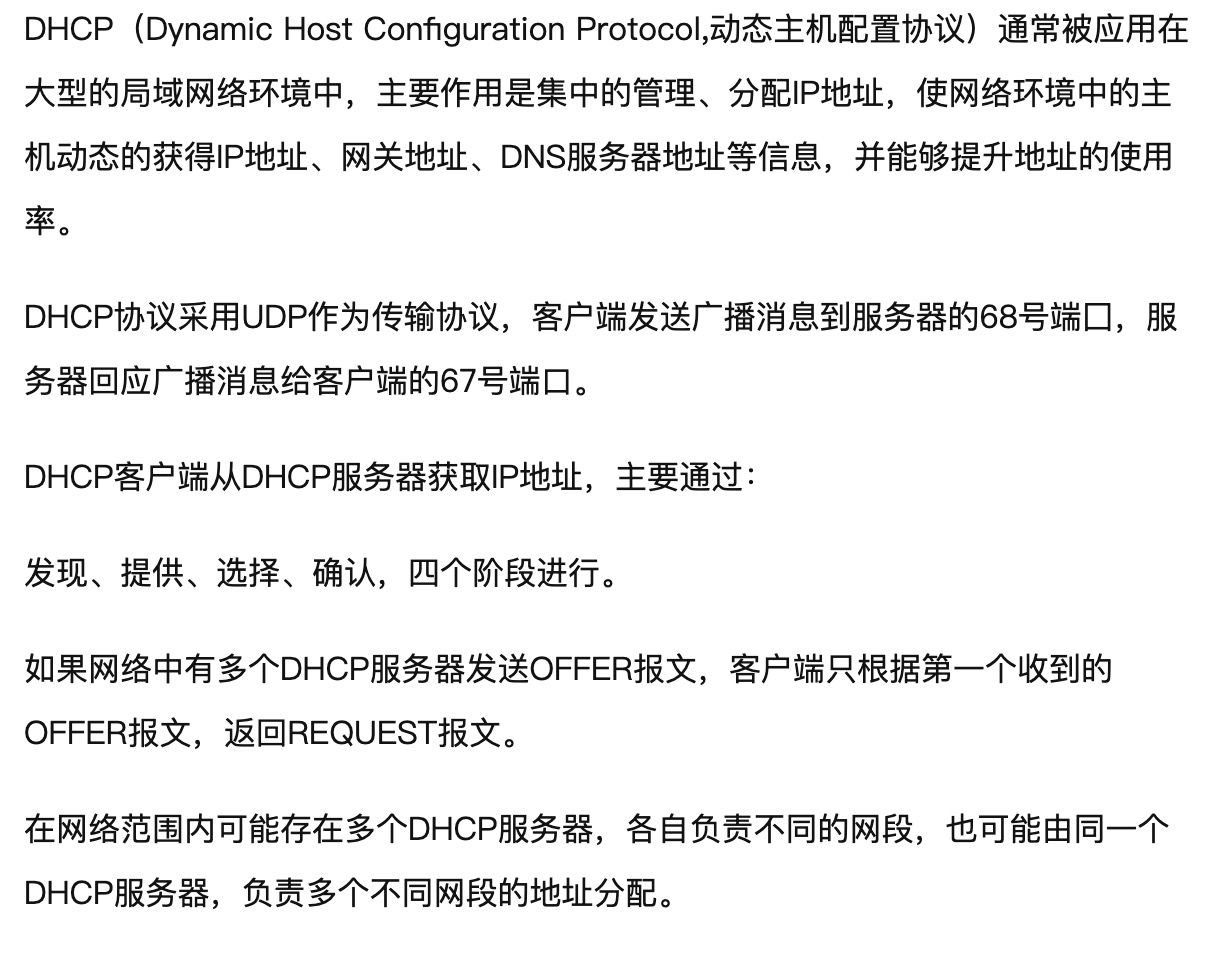 DHCP（Dynamic Host Configuration Protocol,动态主机配置协议）通常被应用在
大型的局域网络环境中，主要作用是集中的管理、分配IP地址，使网络环境中的主
机动态的获得IP地址、网关地址、DNS服务器地址等信息，并能够提升地址的使用
率。
DHCP协议采用UDP作为传输协议，客户端发送广播消息到服务器的68号端口，服
务器回应广播消息给客户端的67号端口。
DHCP客户端从DHCP服务器获取IP地址，主要通过：
发现、提供、选择、确认，四个阶段进行。
如果网络中有多个DHCP服务器发送OFFER报文，客户端只根据第一个收到的
OFFER报文，返回REQUEST报文。
在网络范围内可能存在多个DHCP服务器，各自负责不同的网段，也可能由同一个
DHCP服务器，负责多个不同网段的地址分配。